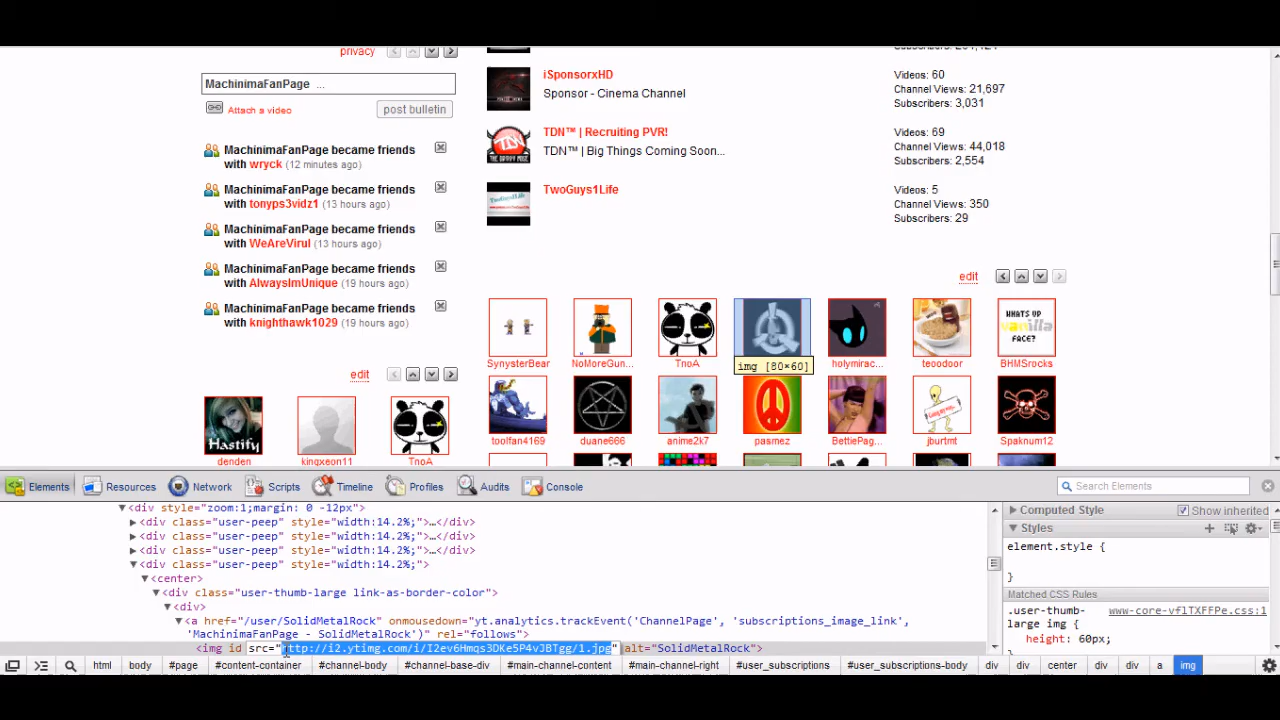 privacy
MachinimaFanPage ...
Attach a video
post bulletin
MachinimaFanPage became friends
with wryck (12 minutes ago)
MachinimaFanPage became friends
with tonyps3vidz1 (13 hours ago)
MachinimaFanPage became friends
with WeAreVirul (13 hours ago)
MachinimaFanPage became friends
with AlwaysImUnique (19 hours ago)
MachinimaFanPage became friends
with knighthawk1029 (19 hours ago)
edit
Hastify
denden kingxeon11 TnoA
iSponsorxHD
Sponsor - Cinema Channel
Videos: 60
Channel Views: 21,697
Subscribers: 3,031
TDN
TDN™ | Recruiting PVR!
TDN™ | Big Things Coming Soon...
Videos: 69
Channel Views: 44,018
Subscribers: 2,554
TwoGuys1Life
Videos: 5
Channel Views: 350
Subscribers: 29
edit
WHATS UP
vanilla
FACE?
SynysterBear NoMoreGun... TnoA holymirac... teoodoor BHMSrocks
img [80×60]
toolfan4169 duane666 anime2k7 pasmez BettiePag... jburtmt Spaknum12
Elements Resources Network Scripts Timeline Profiles Audits Console Search Elements
<div style="zoom:1;margin: 0 -12px">
<div class="user-peep" style="width:14.2%;">…</div>
<div class="user-peep" style="width:14.2%;">…</div>
<div class="user-peep" style="width:14.2%;">…</div>
<div class="user-peep" style="width:14.2%;">
<center>
<div class="user-thumb-large link-as-border-color">
<div>
<a href="/user/SolidMetalRock" onmousedown="yt.analytics.trackEvent('ChannelPage', 'subscriptions_image_link',
'MachinimaFanPage - SolidMetalRock')" rel="follows">
<img id src="http://i2.ytimg.com/i/I2ev6Hmqs3DKe5P4vJBTgg/1.jpg" alt="SolidMetalRock">
Computed Style Show inherited
Styles
element.style {
}
Matched CSS Rules
.user-thumb- www-core-vflTXFFPe.css:1
large img {
height: 60px;
html body #page #content-container #channel-body #channel-base-div #main-channel-right #user_subscriptions #user_subscriptions-body div div center div div a img